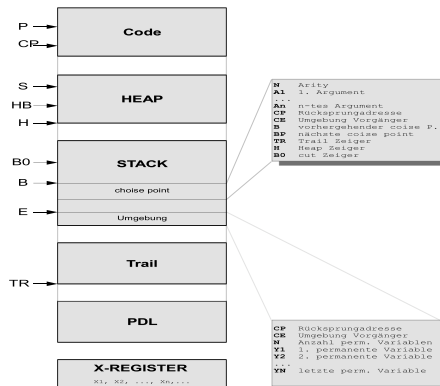 P
CP
Code
S
HB
H
HEAP
B0
B
E
STACK
choise point
Umgebung
TR
Trail
PDL
X-REGISTER
X1, X2, ..., Xn,...
N Arity
A1 1. Argument
...
An n-tes Argument
CP Rücksprungadresse
CE Umgebung Vorgänger
B vorhergehender coise P.
BP nächste coise point
TR Trail Zeiger
H Heap Zeiger
B0 cut Zeiger
CP Rücksprungadresse
CE Umgebung Vorgänger
N Anzahl perm. Variablen
Y1 1. permanente Variable
Y2 2. permanente Variable
...
YN letzte perm. Variable